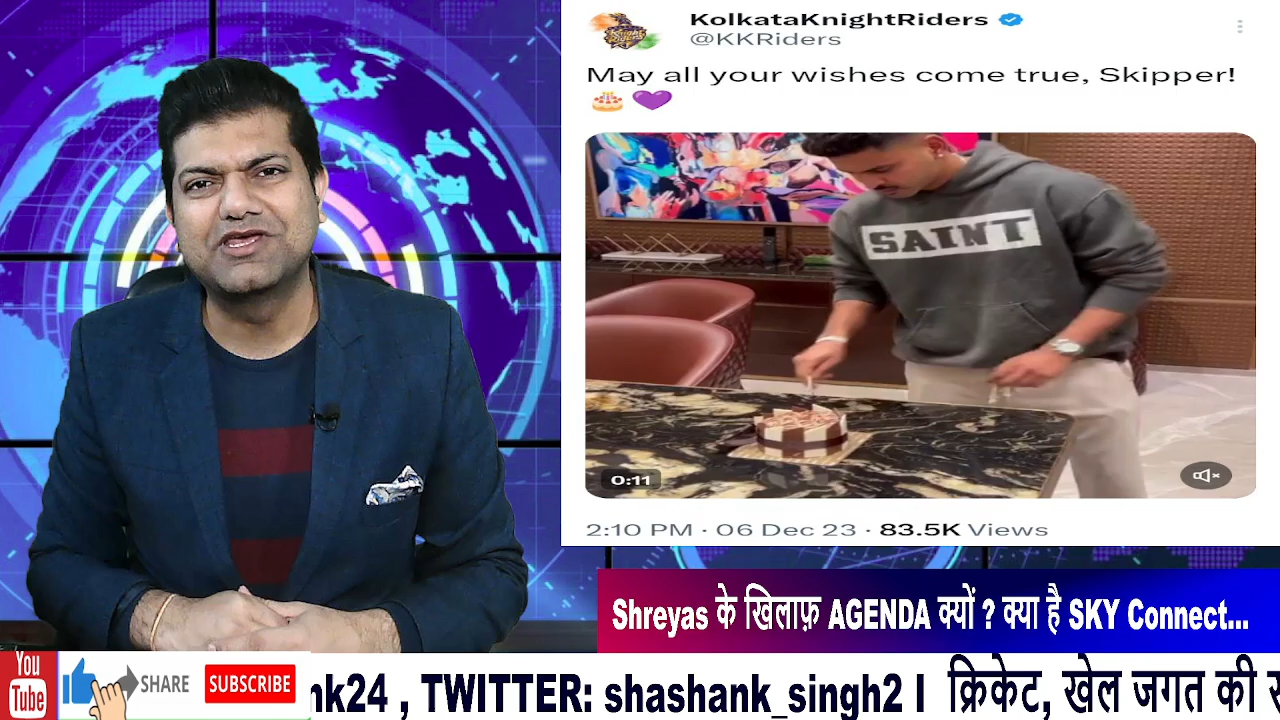 KolkataKnightRiders
@KKRiders
May all your wishes come true, Skipper!
SAINT
0:11
2:10 PM · 06 Dec 23 · 83.5K Views
Shreyas के खिलाफ़ AGENDA क्यों ? क्या है SKY Connect...
You
Tube
SHARE
SUBSCRIBE
nk24 , TWITTER: shashank_singh2 I क्रिकेट, खेल जगत की